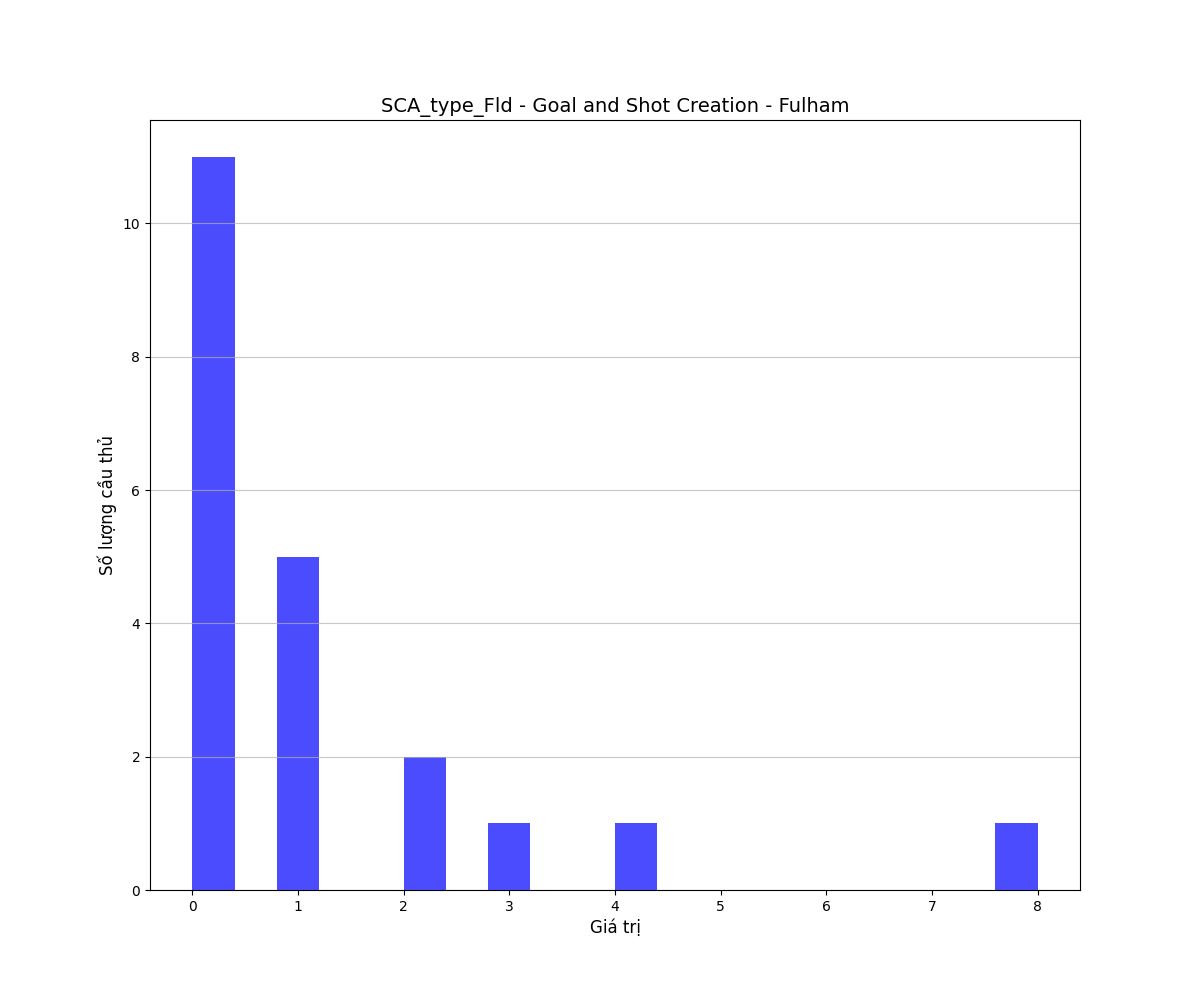 SCA_type_Fld - Goal and Shot Creation - Fulham
Số lượng cầu thủ
10
8
6
4
2
0
0 1 2 3 4 5 6 7 8
Giá trị